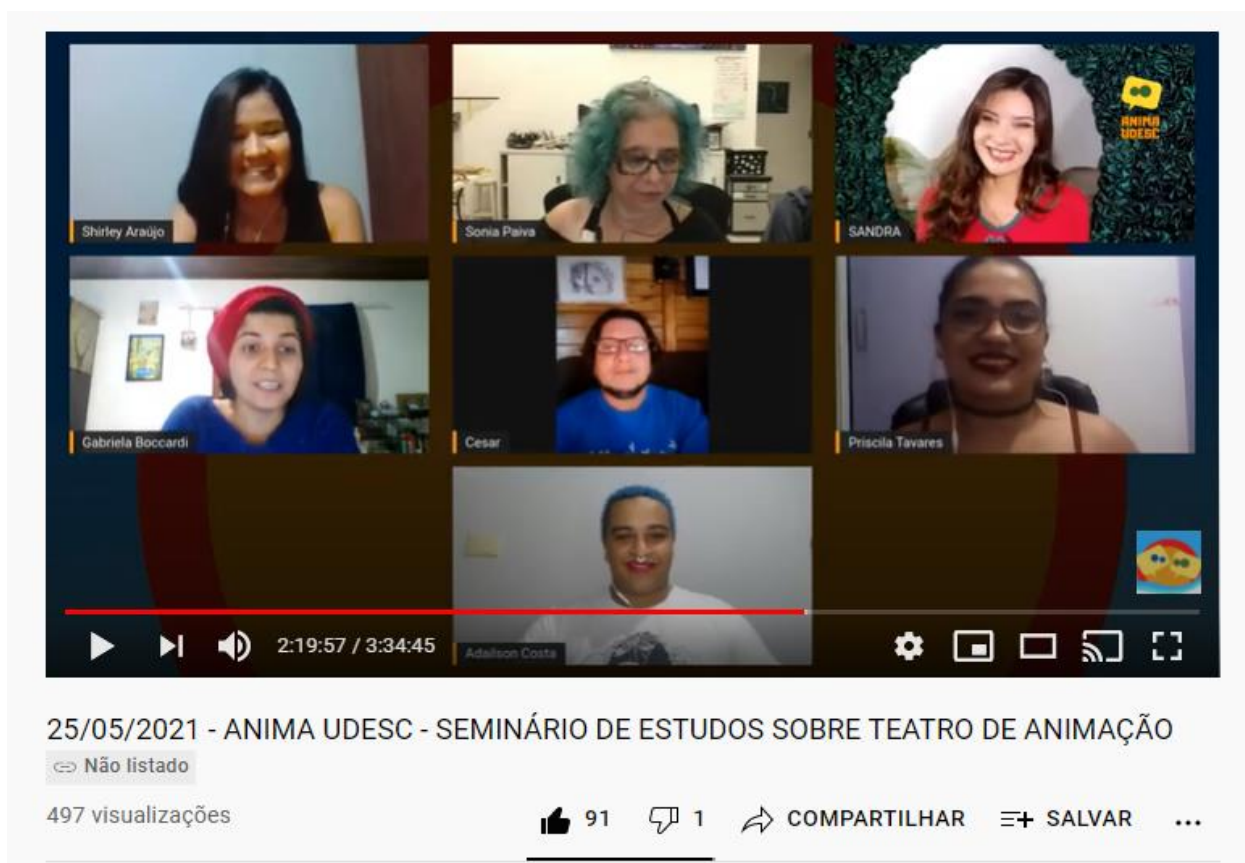 ANIMA
UDESC
Shirley Araújo
Sonia Paiva
SANDRA
Gabriela Boccardi
Cesar
Priscila Tavares
Adailson Costa
2:19:57 / 3:34:45
25/05/2021 - ANIMA UDESC - SEMINÁRIO DE ESTUDOS SOBRE TEATRO DE ANIMAÇÃO
Não listado
497 visualizações
91
1
COMPARTILHAR
SALVAR